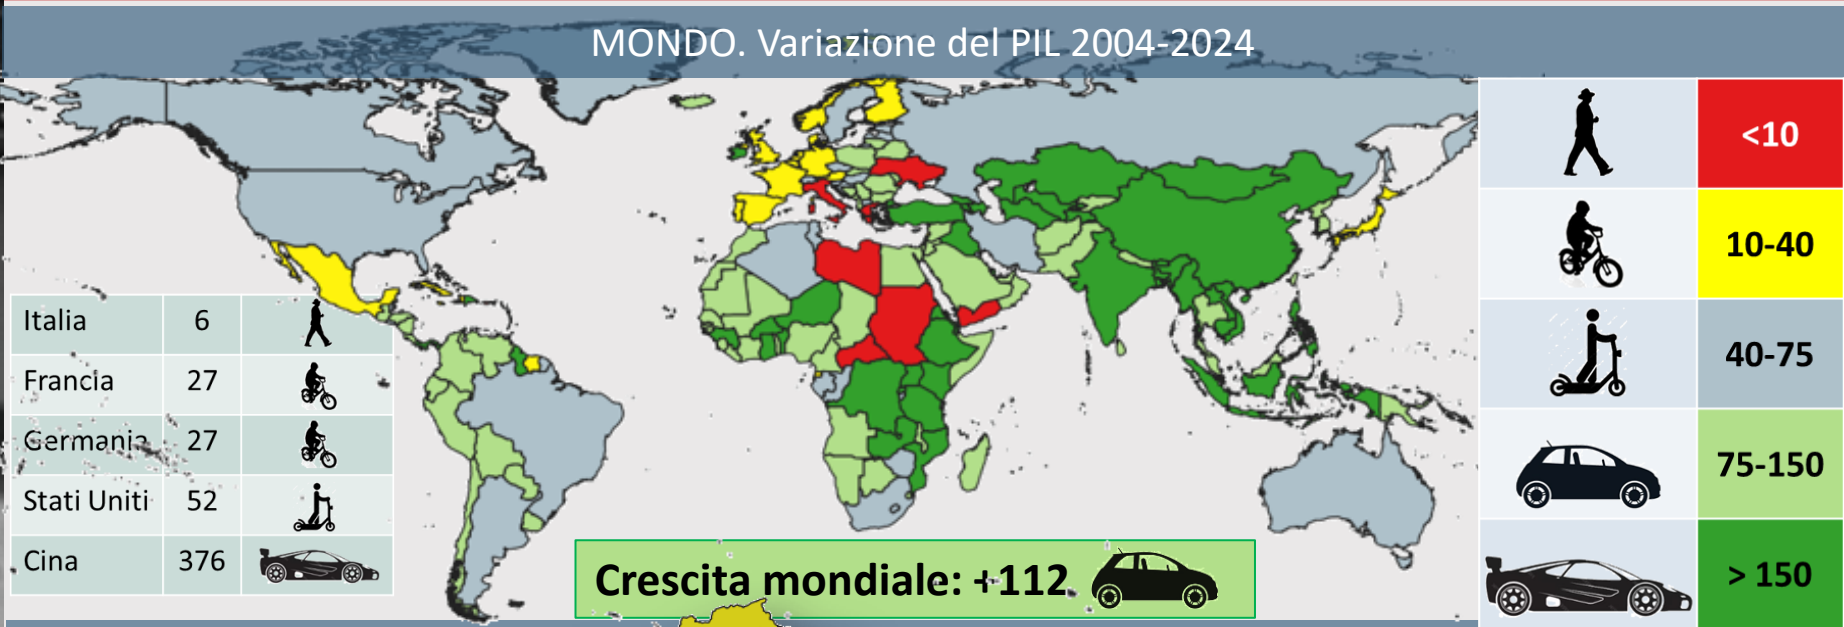 MONDO. Variazione del PIL 2004-2024
<10
10-40
40-75
75-150
> 150
Italia 6
Francia 27
Germania 27
Stati Uniti 52
Cina 376
Crescita mondiale: +112